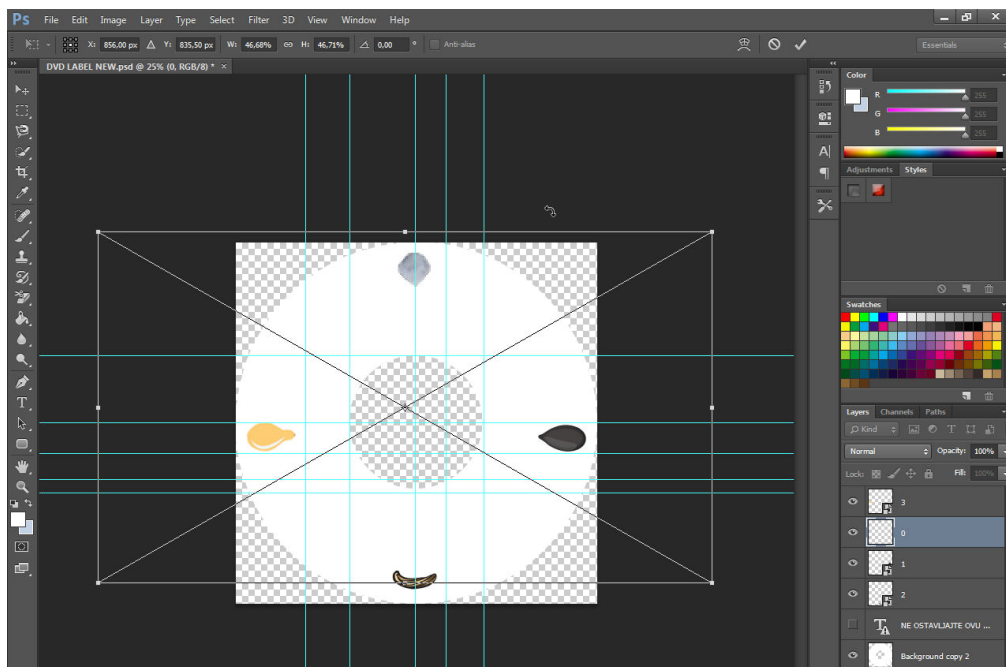 Ps File Edit Image Layer Type Select Filter 3D View Window Help
X: 856,00 px Y: 835,50 px W: 46,68% H: 46,71% 0,00 ° Anti-alias Essentials
DVD LABEL NEW.psd @ 25% (0, RGB/8) * ×
Color
R 255
G 255
B 255
Adjustments Styles
Swatches
Layers Channels Paths
Kind
Normal Opacity: 100%
Lock: Fill: 100%
3
0
1
2
NE OSTAVLJAJTE OVU ...
Background copy 2